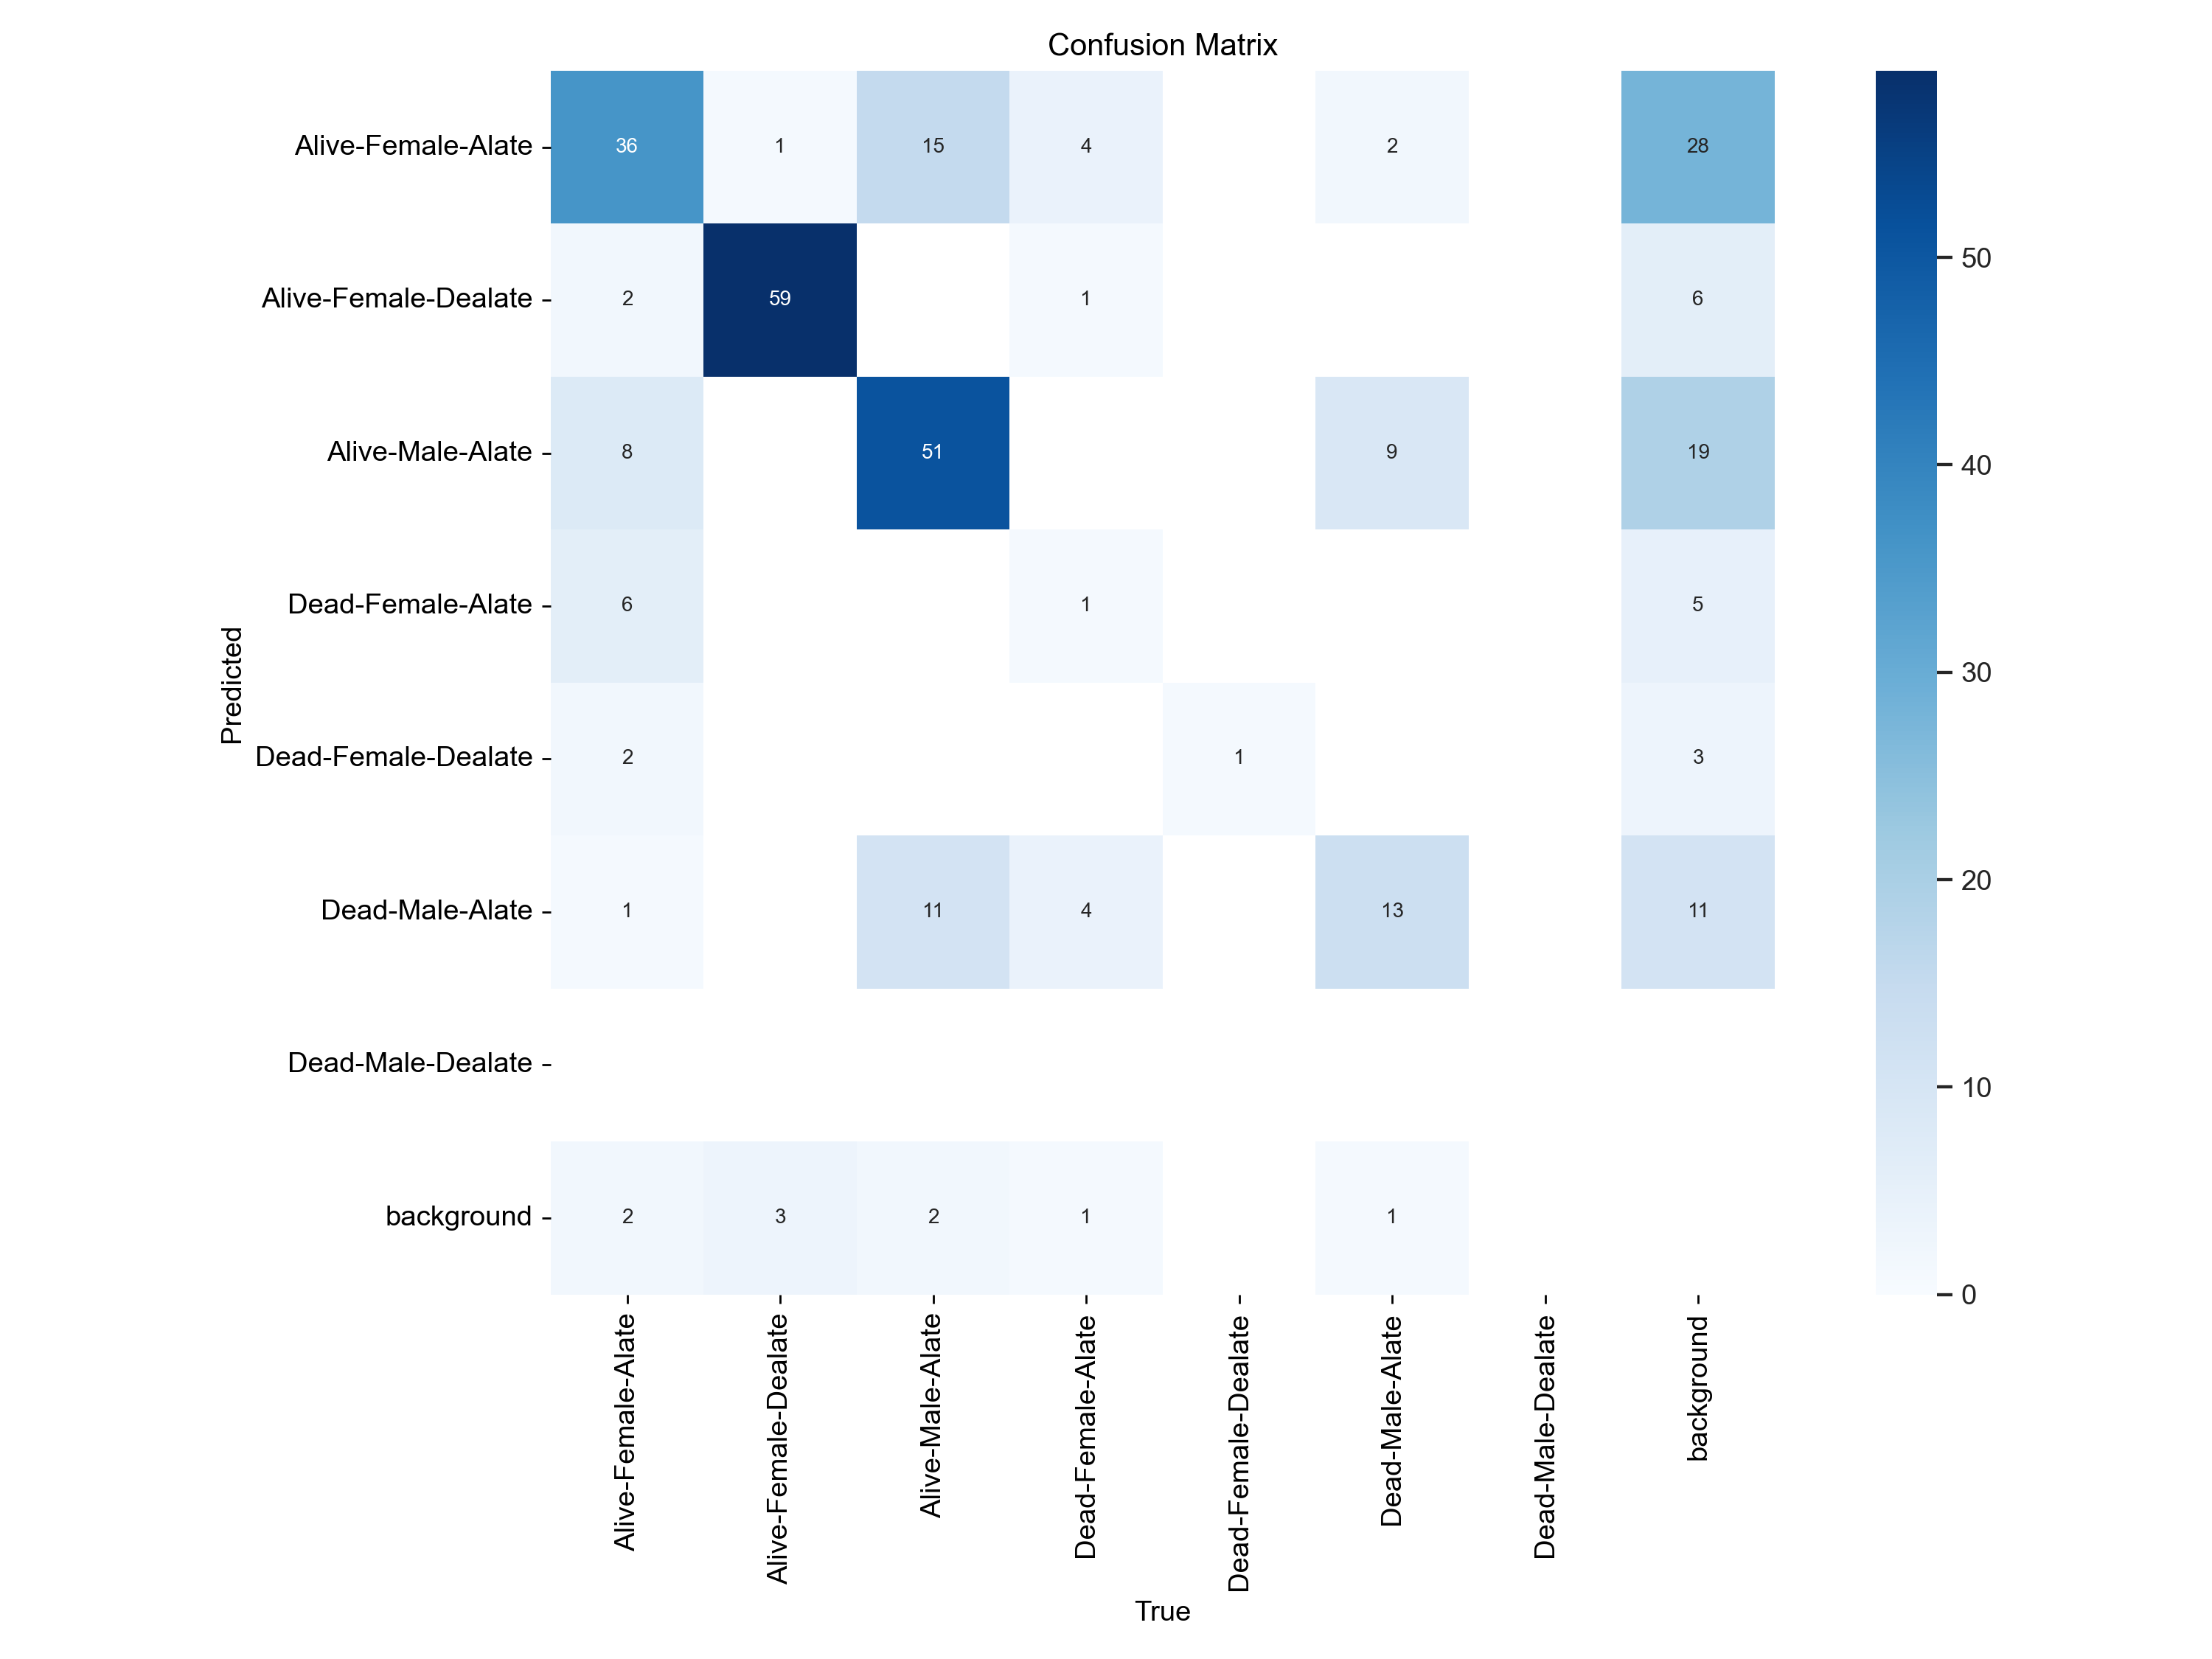 Confusion Matrix
Predicted
Alive-Female-Alate 36 1 15 4 2 28
Alive-Female-Dealate 2 59 1 6
Alive-Male-Alate 8 51 9 19
Dead-Female-Alate 6 1 5
Dead-Female-Dealate 2 1 3
Dead-Male-Alate 1 11 4 13 11
Dead-Male-Dealate
background 2 3 2 1 1
Alive-Female-Alate
Alive-Female-Dealate
Alive-Male-Alate
Dead-Female-Alate
Dead-Female-Dealate
Dead-Male-Alate
Dead-Male-Dealate
background
True
50
40
30
20
10
0